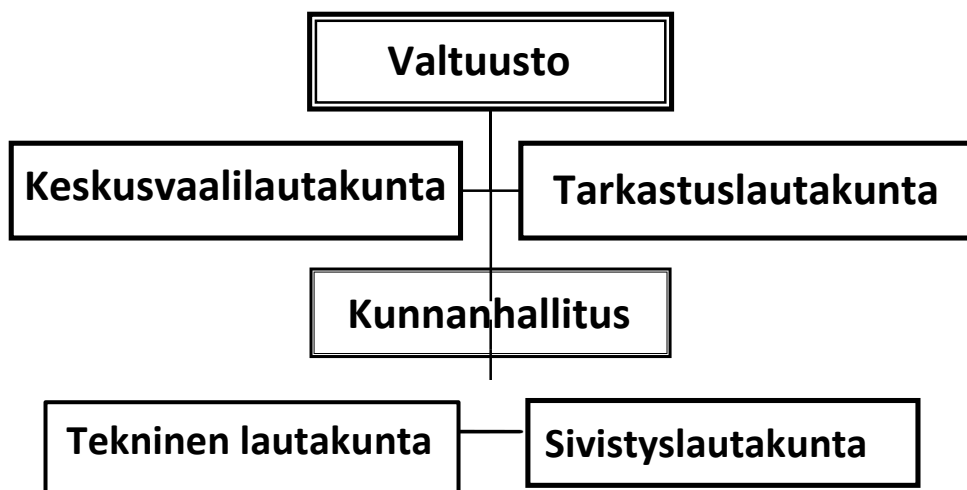 Valtuusto
Keskusvaalilautakunta
Tarkastuslautakunta
Kunnanhallitus
Tekninen lautakunta
Sivistyslautakunta